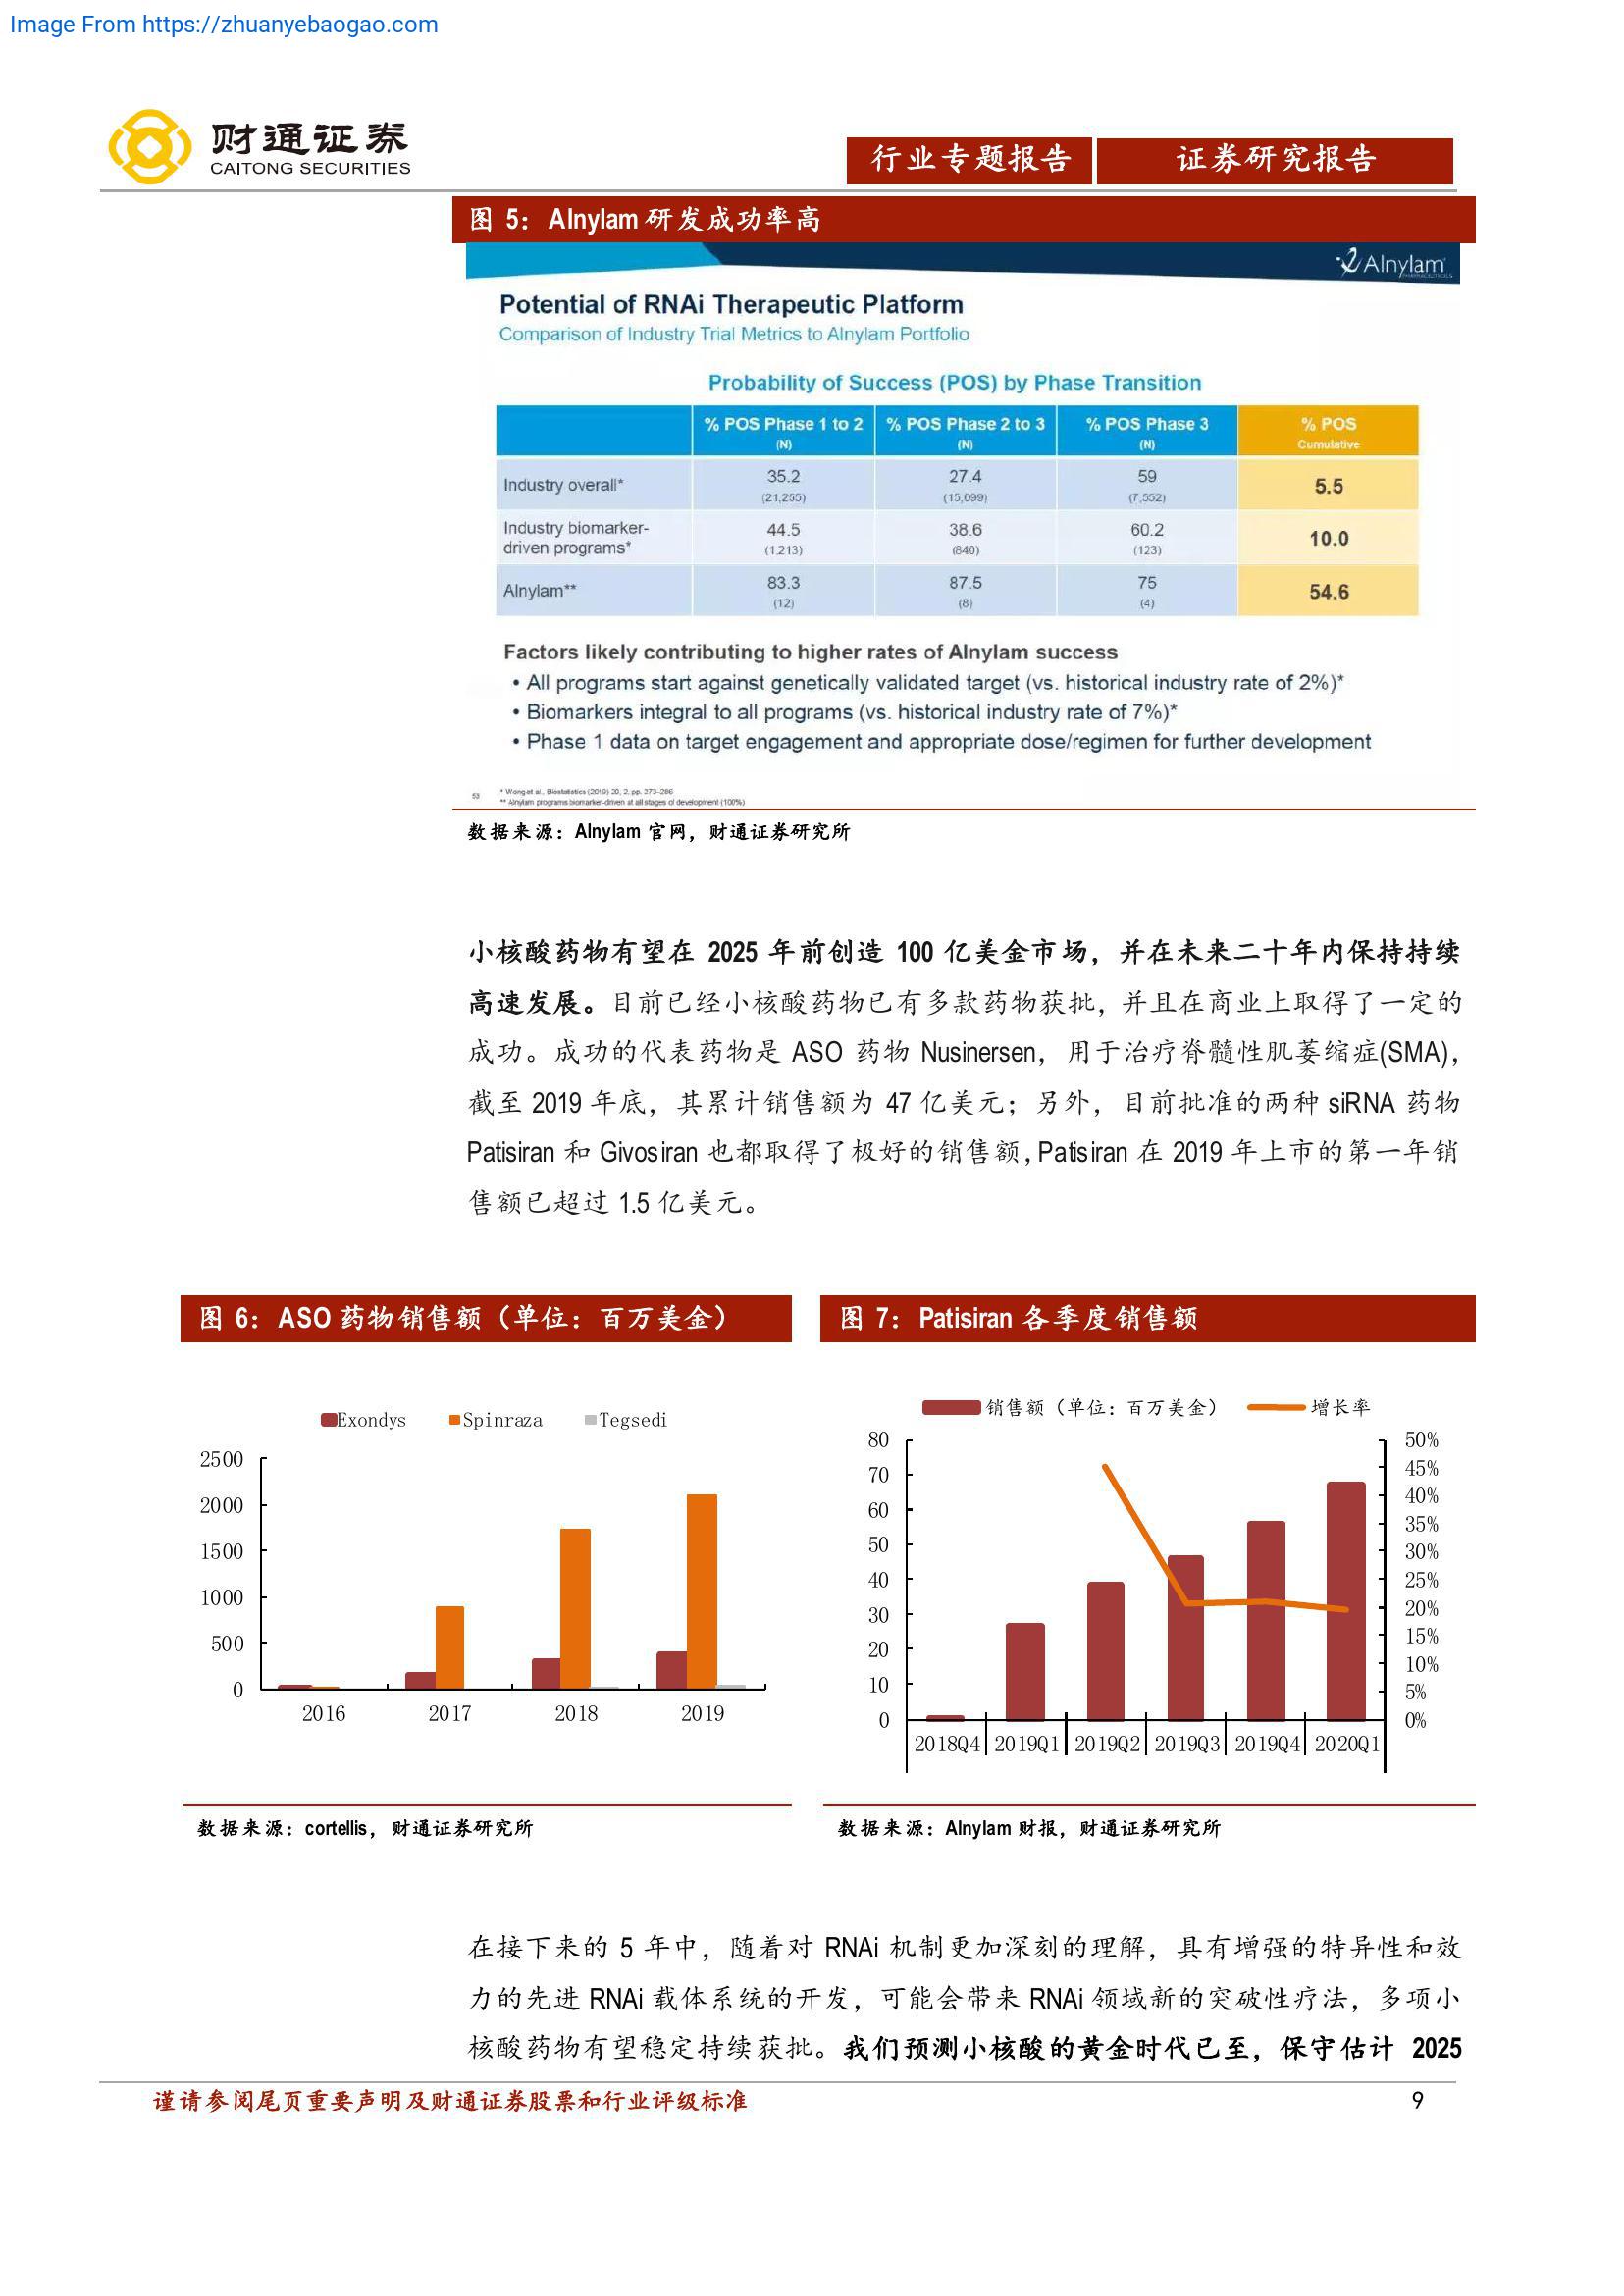 Image From https://zhuanyebaogao.com
财通证券
CAITONG SECURITIES
行业专题报告
证券研究报告
图 5：Alnylam 研发成功率高
Alnylam
Potential of RNAi Therapeutic Platform
Comparison of Industry Trial Metrics to Alnylam Portfolio
Probability of Success (POS) by Phase Transition
% POS Phase 1 to 2 % POS Phase 2 to 3 % POS Phase 3 % POS
(N) (N) (N) Cumulative
Industry overall* 35.2 27.4 59 5.5
(21,255) (15,099) (7,552)
Industry biomarker- 44.5 38.6 60.2 10.0
driven programs* (1,213) (840) (123)
Alnylam** 83.3 87.5 75 54.6
(12) (8) (4)
Factors likely contributing to higher rates of Alnylam success
• All programs start against genetically validated target (vs. historical industry rate of 2%)*
• Biomarkers integral to all programs (vs. historical industry rate of 7%)*
• Phase 1 data on target engagement and appropriate dose/regimen for further development
53
* Wong et al., Biostatistics (2019) 20, 2, pp. 273–286
** Alnylam programs biomarker-driven at all stages of development (100%)
数据来源：Alnylam 官网，财通证券研究所
小核酸药物有望在 2025 年前创造 100 亿美金市场，并在未来二十年内保持持续
高速发展。目前已经小核酸药物已有多款药物获批，并且在商业上取得了一定的
成功。成功的代表药物是 ASO 药物 Nusinersen，用于治疗脊髓性肌萎缩症(SMA)，
截至 2019 年底，其累计销售额为 47 亿美元；另外，目前批准的两种 siRNA 药物
Patisiran 和 Givosiran 也都取得了极好的销售额，Patisiran 在 2019 年上市的第一年销
售额已超过 1.5 亿美元。
图 6：ASO 药物销售额（单位：百万美金）
Exondys Spinraza Tegsedi
2500
2000
1500
1000
500
0
2016 2017 2018 2019
数据来源：cortellis，财通证券研究所
图 7：Patisiran 各季度销售额
销售额（单位：百万美金） 增长率
80 50%
70 45%
60 40%
50 35%
40 30%
30 25%
20 20%
10 15%
0 10%
5%
0%
2018Q4 2019Q1 2019Q2 2019Q3 2019Q4 2020Q1
数据来源：Alnylam 财报，财通证券研究所
在接下来的 5 年中，随着对 RNAi 机制更加深刻的理解，具有增强的特异性和效
力的先进 RNAi 载体系统的开发，可能会带来 RNAi 领域新的突破性疗法，多项小
核酸药物有望稳定持续获批。我们预测小核酸的黄金时代已至，保守估计 2025
谨请参阅尾页重要声明及财通证券股票和行业评级标准
9